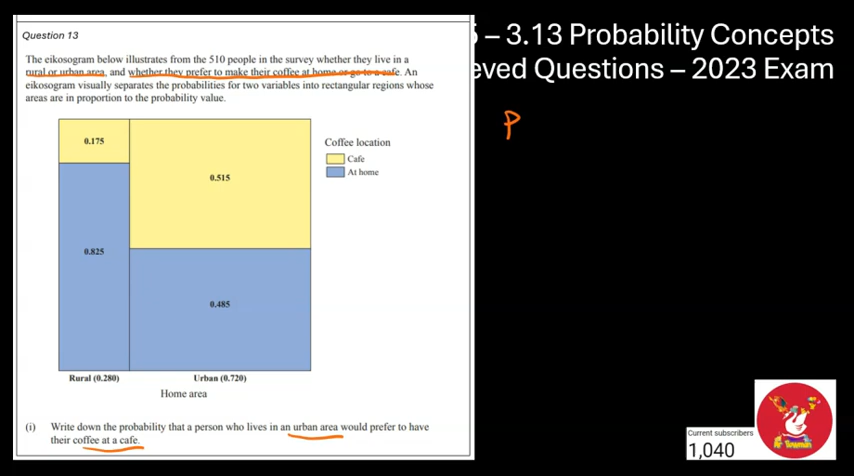 Question 13
The eikosogram below illustrates from the 510 people in the survey whether they live in a
rural or urban area, and whether they prefer to make their coffee at home or go to a cafe. An
eikosogram visually separates the probabilities for two variables into rectangular regions whose
areas are in proportion to the probability value.
0.175
0.515
0.825
0.485
Coffee location
Cafe
At home
Rural (0.280)
Urban (0.720)
Home area
(i) Write down the probability that a person who lives in an urban area would prefer to have
their coffee at a cafe.
– 3.13 Probability Concepts
eved Questions – 2023 Exam
P
Current subscribers
1,040